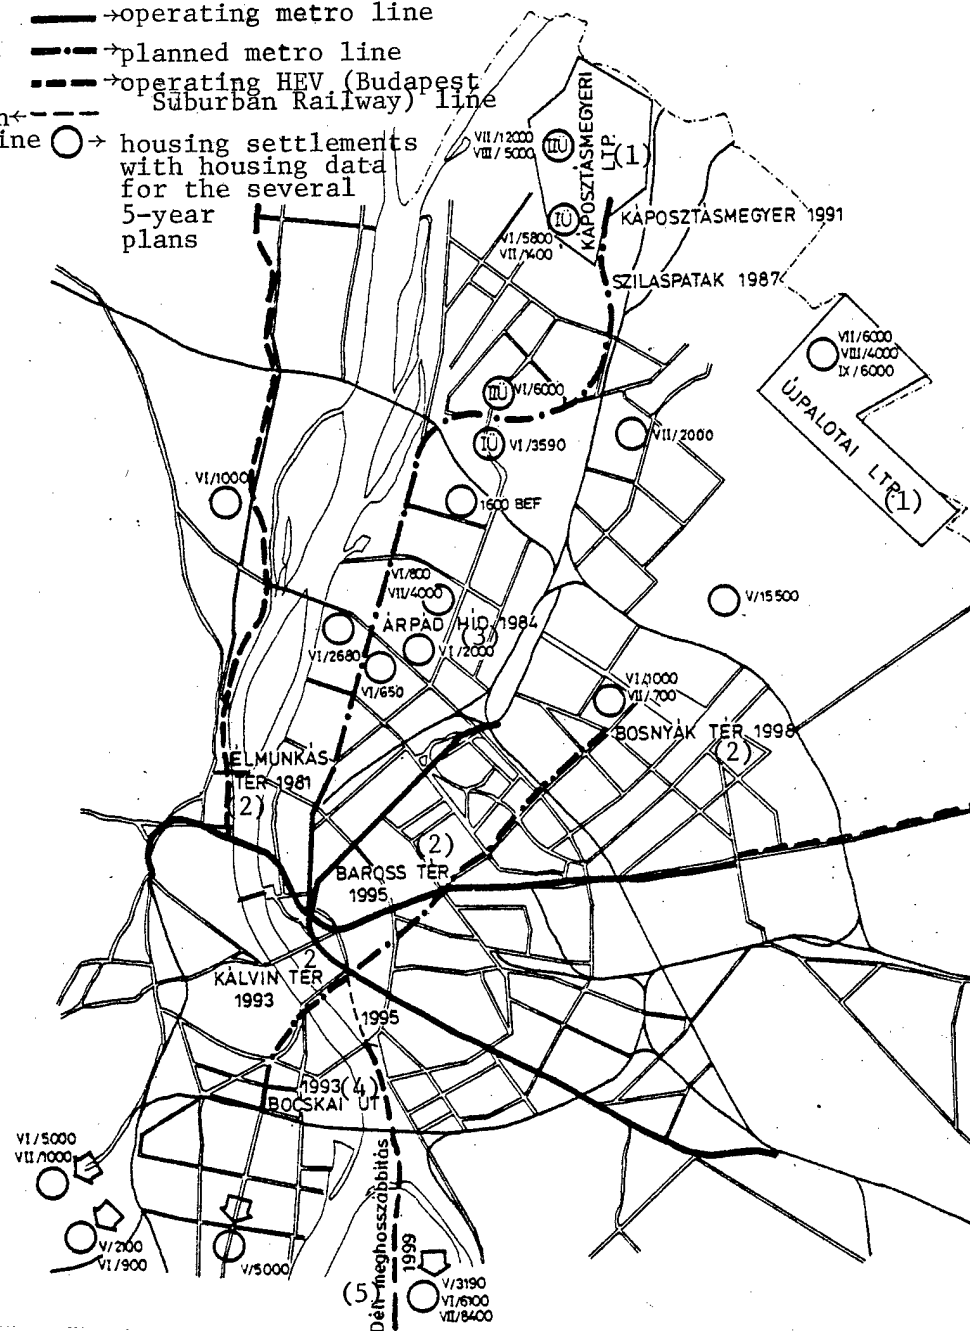 →operating metro line
→planned metro line
→operating HEV (Budapest
Suburban Railway) line
n←
ine
→ housing settlements
with housing data
for the several
5-year
plans
VII/12000
VIII/5000
IIÜ
KÁPOSZTÁSMEGYERI
LTP.
(1)
IÜ
VI/5800
VII/1400
KÁPOSZTÁSMEGYER 1991
SZILASPATAK 1987
VII/6000
VIII/4000
IX/6000
ÚJPALOTAI LTP.
(1)
VI/6000
IÜ
VI/3590
VII/2000
VI/1000
1600 BEF
VI/800
VII/4000
V/15500
ÁRPÁD HÍD 1984
(3)
VI/2680
VI/2000
VI/650
VI/1000
VII/700
BOSNYÁK TÉR 1998
(2)
ÉLMUNKÁS
TÉR 1981
2)
(2)
BAROSS TÉR
1995
2
KÁLVIN TÉR
1993
1995
1993(4)
BOCSKAI ÚT
VI/5000
VII/1000
V/2100
VI/900
V/5000
Déli meghosszabbítás
1999
(5)
V/3190
VI/6100
VII/8400